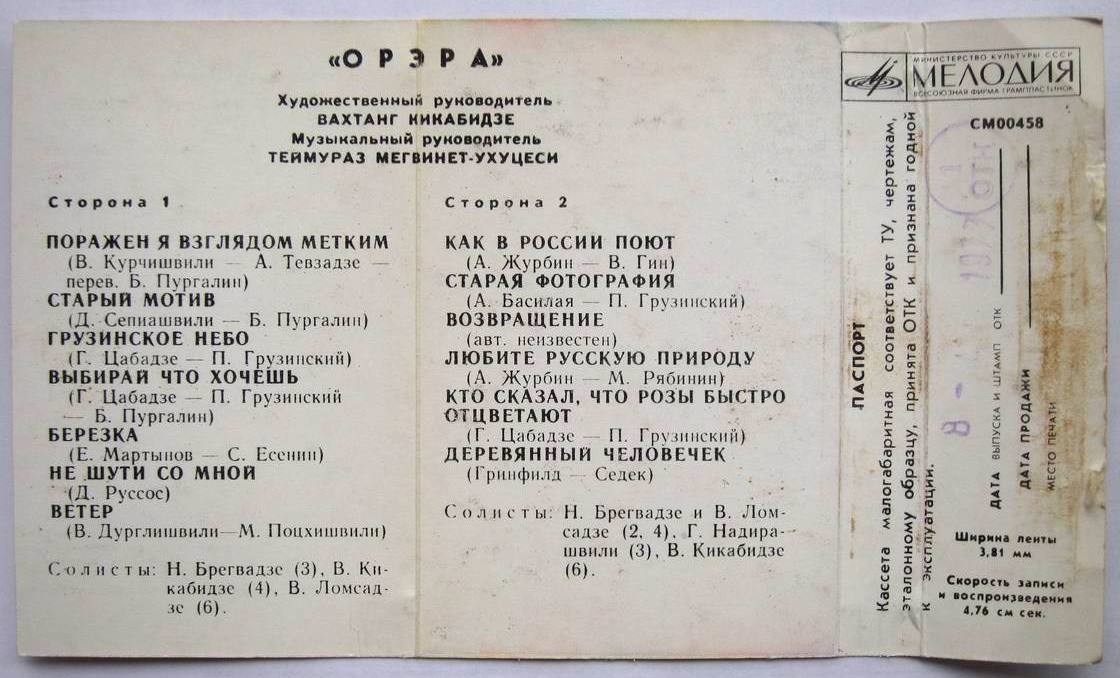 «ОРЭРА»
Художественный руководитель
ВАХТАНГ КИКАБИДЗЕ
Музыкальный руководитель
ТЕЙМУРАЗ МЕГВИНЕТ-УХУЦЕСИ
Сторона 1
ПОРАЖЕН Я ВЗГЛЯДОМ МЕТКИМ
(В. Курчишвили — А. Тевзадзе —
перев. Б. Пургалин)
СТАРЫЙ МОТИВ
(Д. Сепиашвили — Б. Пургалин)
ГРУЗИНСКОЕ НЕБО
(Г. Цабадзе — П. Грузинский)
ВЫБИРАЙ ЧТО ХОЧЕШЬ
(Г. Цабадзе — П. Грузинский
— Б. Пургалин)
БЕРЕЗКА
(Е. Мартынов — С. Есенин)
НЕ ШУТИ СО МНОЙ
(Д. Руссос)
ВЕТЕР
(В. Дурглишвили—М. Поцхишвили)
Солисты: Н. Брегвадзе (3), В. Ки-
кабидзе (4), В. Ломсад-
зе (6).
Сторона 2
КАК В РОССИИ ПОЮТ
(А. Журбин — В. Гин)
СТАРАЯ ФОТОГРАФИЯ
(А. Басилая — П. Грузинский)
ВОЗВРАЩЕНИЕ
(авт. неизвестен)
ЛЮБИТЕ РУССКУЮ ПРИРОДУ
(А. Журбин — М. Рябинин)
КТО СКАЗАЛ, ЧТО РОЗЫ БЫСТРО
ОТЦВЕТАЮТ
(Г. Цабадзе — П. Грузинский)
ДЕРЕВЯННЫЙ ЧЕЛОВЕЧЕК
(Гринфилд — Седек)
Солисты: Н. Брегвадзе и В. Лом-
садзе (2, 4), Г. Надира-
швили (3), В. Кикабидзе
(6).
МИНИСТЕРСТВО КУЛЬТУРЫ СССР
МЕЛОДИЯ
ВСЕСОЮЗНАЯ ФИРМА ГРАМПЛАСТИНОК
СМ00458
ПАСПОРТ
Кассета малогабаритная соответствует ТУ, чертежам,
эталонному образцу, принята ОТК и признана годной
к эксплуатации.
ДАТА ВЫПУСКА И ШТАМП ОТК
ДАТА ПРОДАЖИ
МЕСТО ПЕЧАТИ
1
ОТК
Ширина ленты
3,81 мм
Скорость записи
и воспроизведения
4,76 см сек.